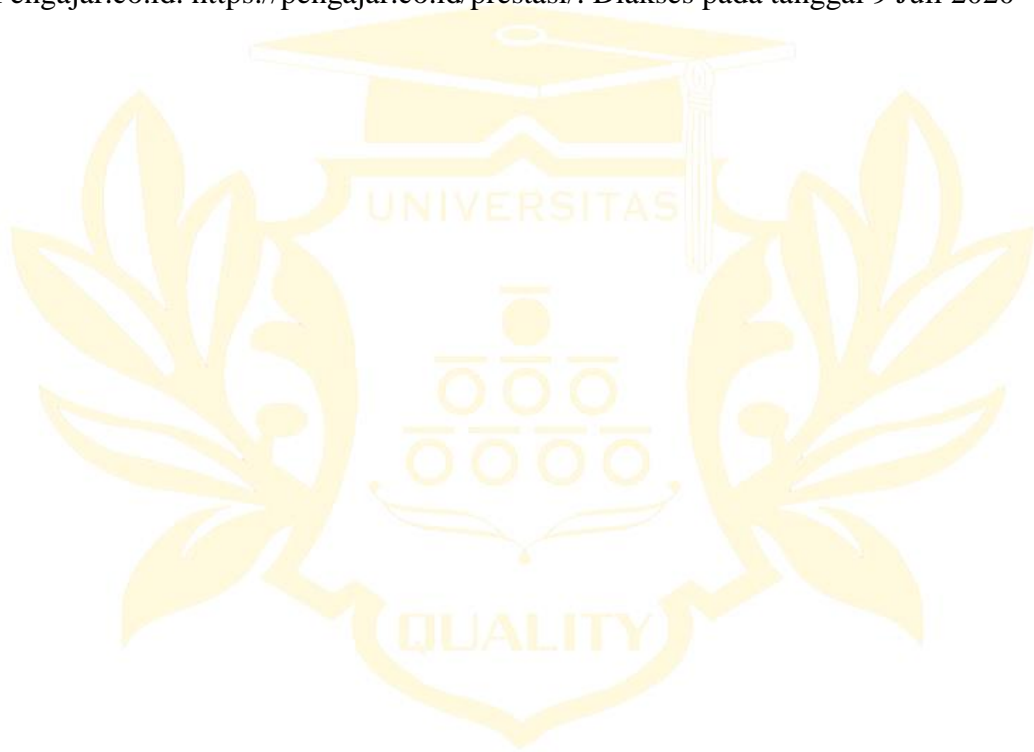 Pengajar.co.id. https://pengajar.co.id/prestasi/. Diakses pada tanggal 9 Juli 2020
UNIVERSITAS
QUALITY